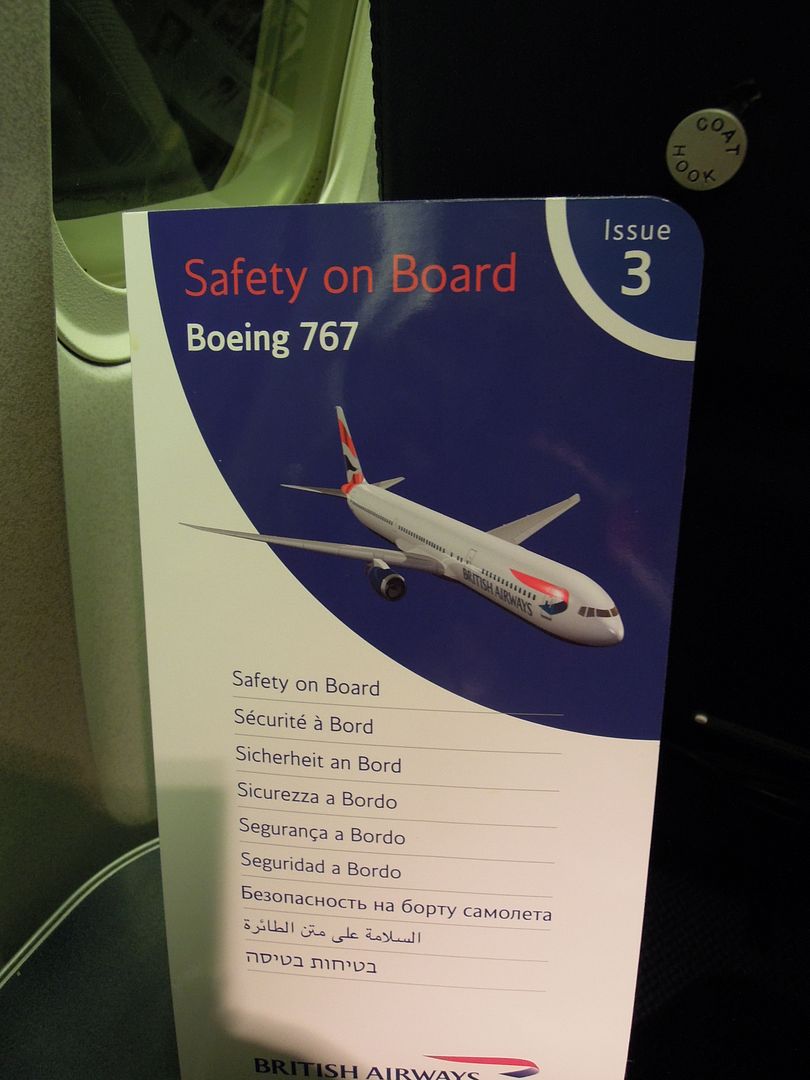 COAT HOOK
Issue
3
Safety on Board
Boeing 767
BRITISH AIRWAYS
Safety on Board
Sécurité à Bord
Sicherheit an Bord
Sicurezza a Bordo
Segurança a Bordo
Seguridad a Bordo
Безопасность на борту самолета
السلامة على متن الطائرة
בטיחות בטיסה
BRITISH AIRWAYS